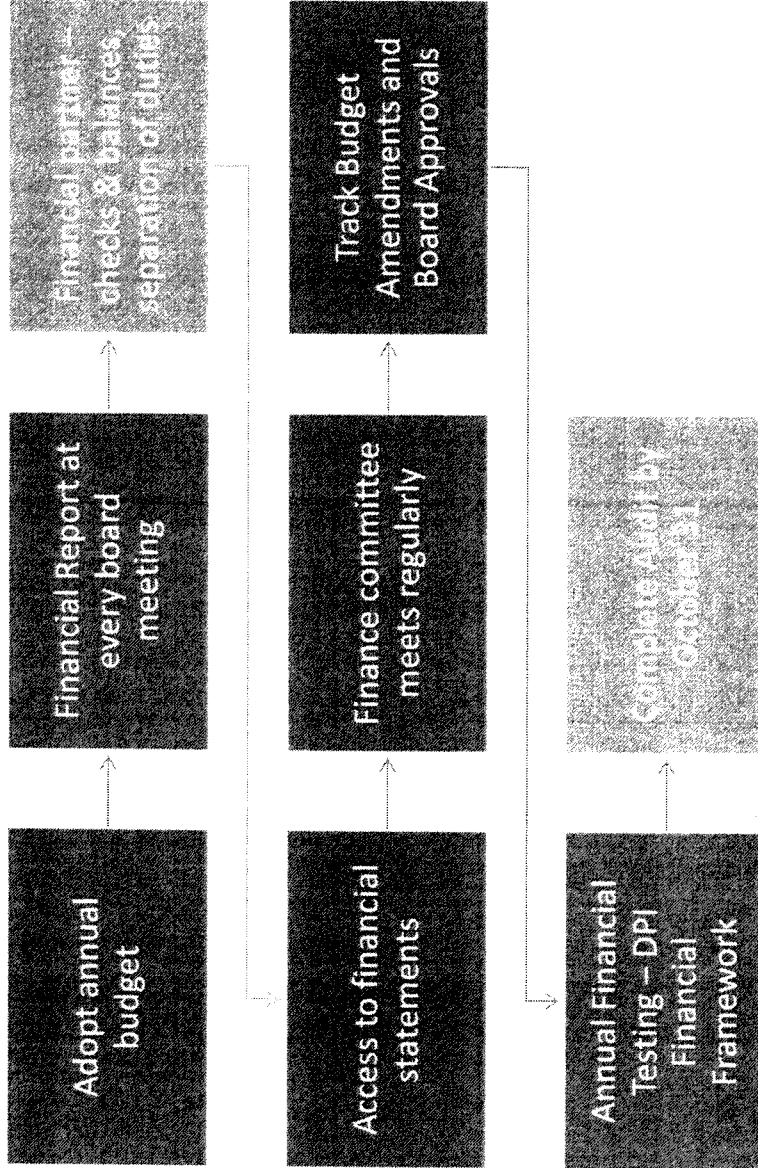 Adopt annual
budget
Financial Report at
every board
meeting
Financial partner –
checks & balances,
separation of duties
Access to financial
statements
Finance committee
meets regularly
Track Budget
Amendments and
Board Approvals
Annual Financial
Testing – DPI
Financial
Framework
Complete Audit by
October 31